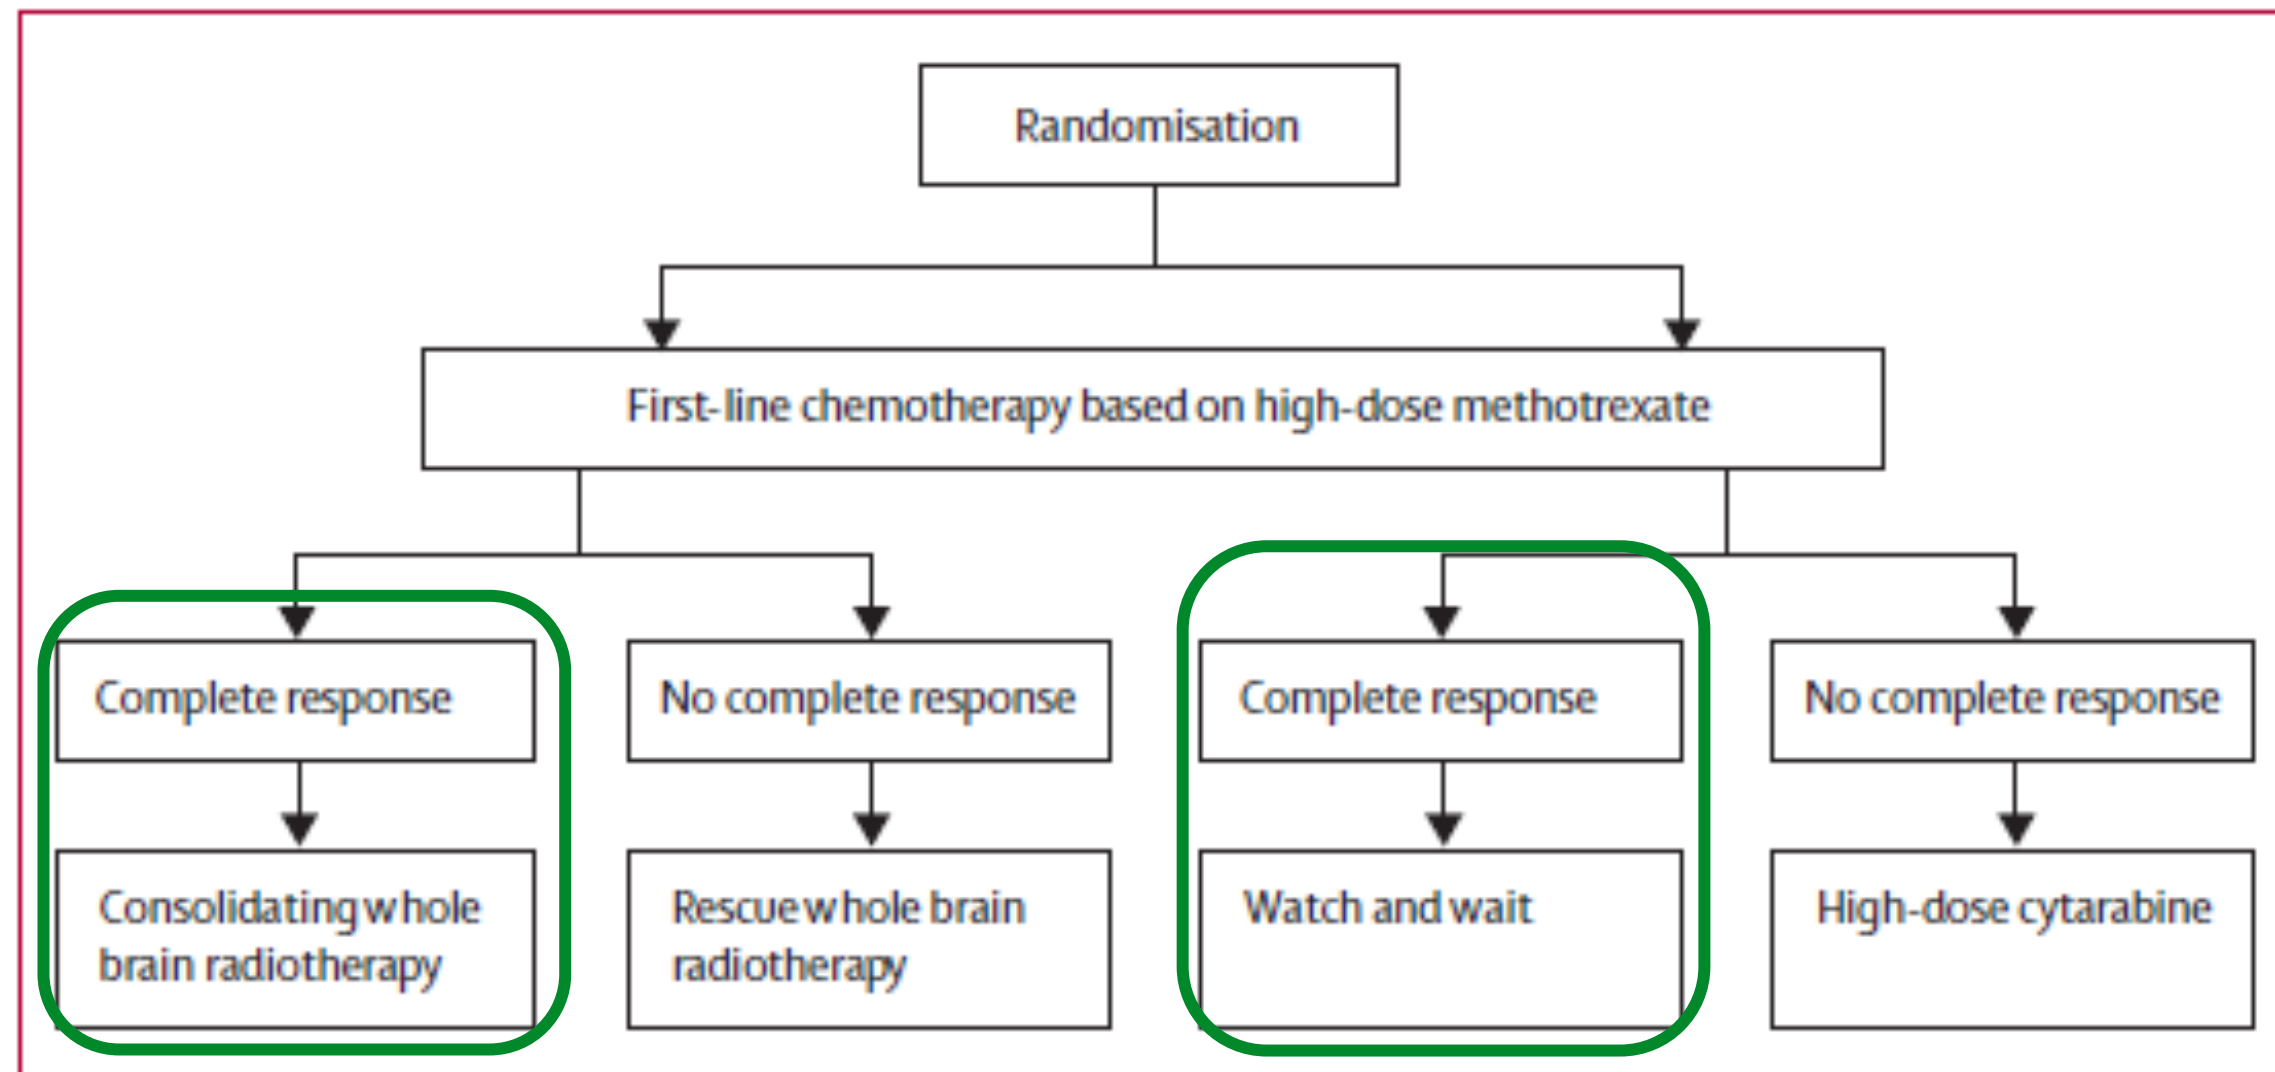 Randomisation
First-line chemotherapy based on high-dose methotrexate
Complete response
No complete response
Complete response
No complete response
Consolidating whole
brain radiotherapy
Rescue whole brain
radiotherapy
Watch and wait
High-dose cytarabine